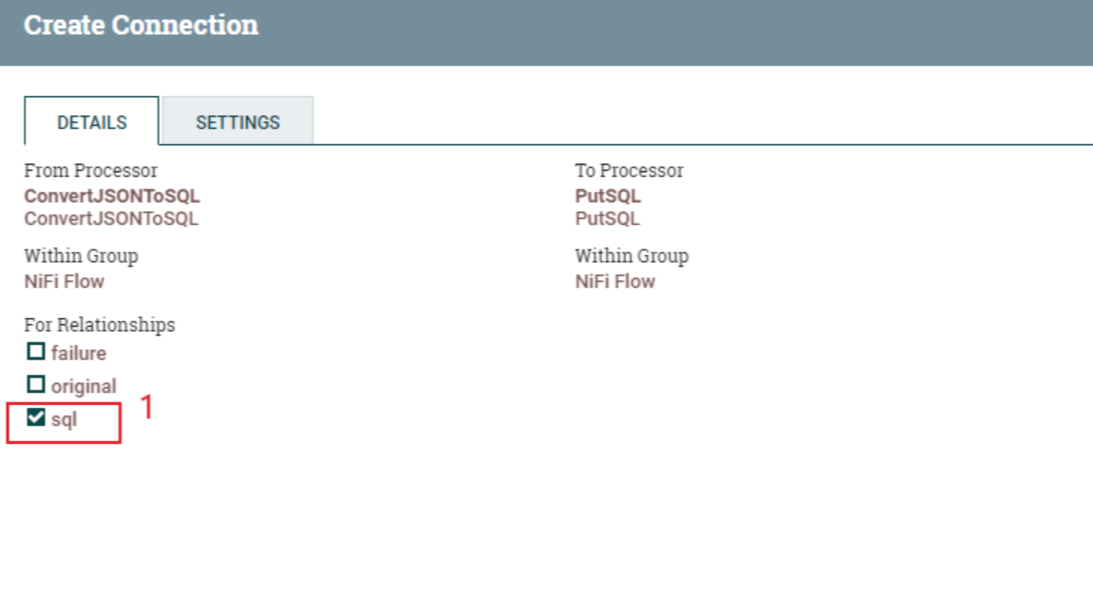 Create Connection
DETAILS SETTINGS
From Processor
ConvertJSONToSQL
ConvertJSONToSQL
To Processor
PutSQL
PutSQL
Within Group
NiFi Flow
Within Group
NiFi Flow
For Relationships
failure
original
sql
1